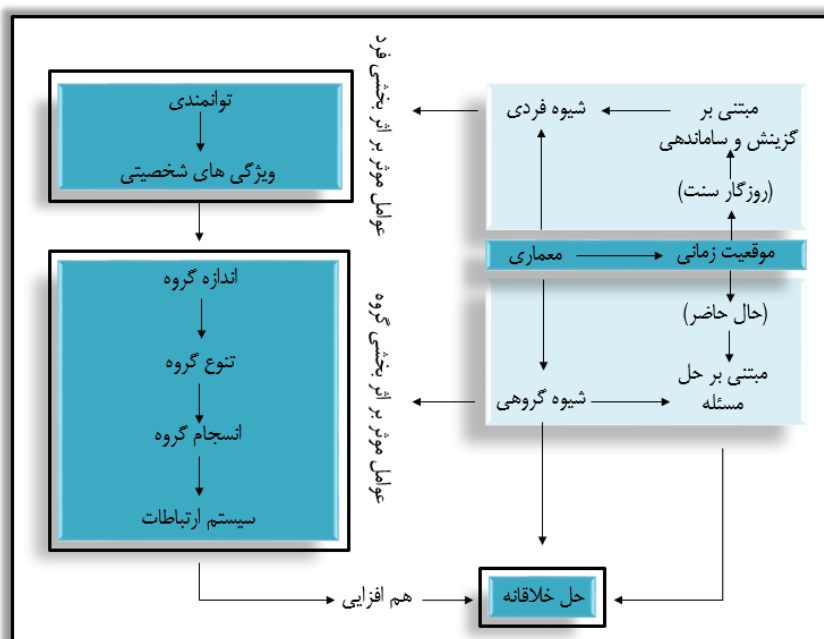 مبتنی بر
گزینش و ساماندهی
شیوه فردی
(روزگار سنت)
موقعیت زمانی
معماری
(حال حاضر)
مبتنی بر حل
مسئله
شیوه گروهی
حل خلاقانه
عوامل موثر بر اثر بخشی فرد
عوامل موثر بر اثر بخشی گروه
توانمندی
ویژگی های شخصیتی
اندازه گروه
تنوع گروه
انسجام گروه
سیستم ارتباطات
هم افزایی